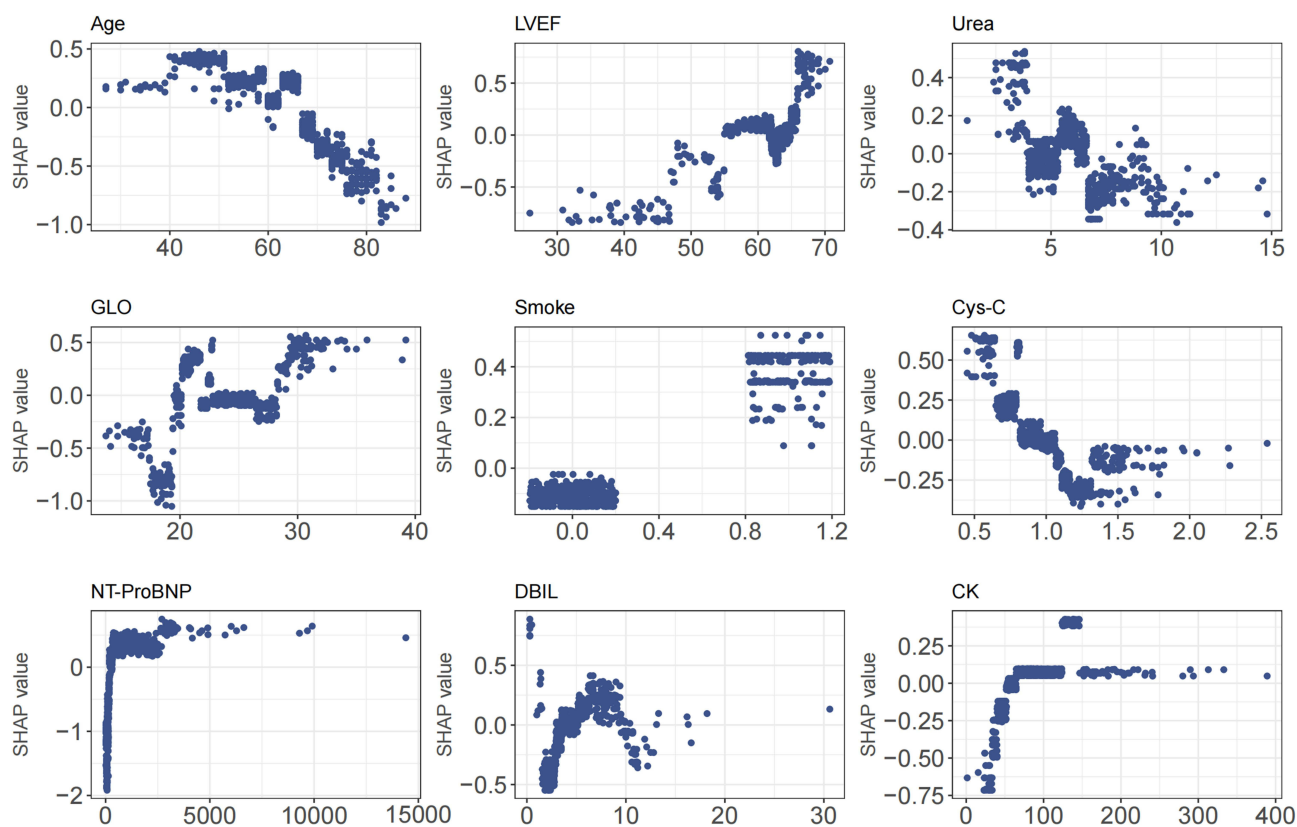 Age
SHAP value
0.5
0.0
−0.5
−1.0
40 60 80
LVEF
SHAP value
0.5
0.0
−0.5
30 40 50 60 70
Urea
SHAP value
0.4
0.2
0.0
−0.2
−0.4
5 10 15
GLO
SHAP value
0.5
0.0
−0.5
−1.0
20 30 40
Smoke
SHAP value
0.4
0.2
0.0
0.0 0.4 0.8 1.2
Cys-C
SHAP value
0.50
0.25
0.00
−0.25
0.5 1.0 1.5 2.0 2.5
NT-ProBNP
SHAP value
0
−1
−2
0 5000 10000 15000
DBIL
SHAP value
0.5
0.0
−0.5
0 10 20 30
CK
SHAP value
0.25
0.00
−0.25
−0.50
−0.75
0 100 200 300 400